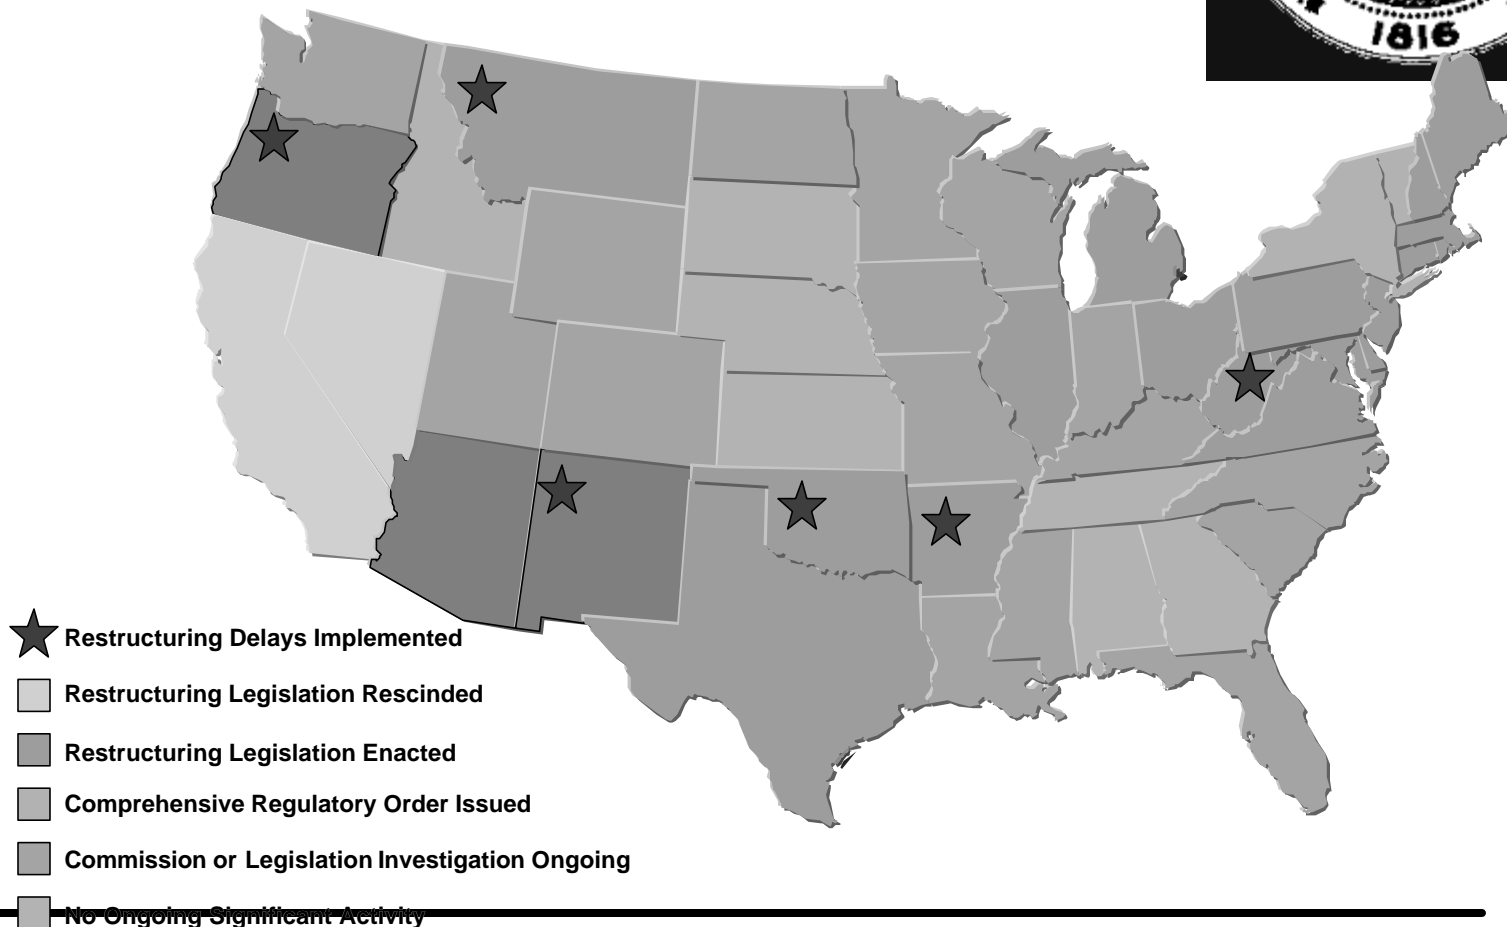 1816
Restructuring Delays Implemented
Restructuring Legislation Rescinded
Restructuring Legislation Enacted
Comprehensive Regulatory Order Issued
Commission or Legislation Investigation Ongoing
No Ongoing Significant Activity